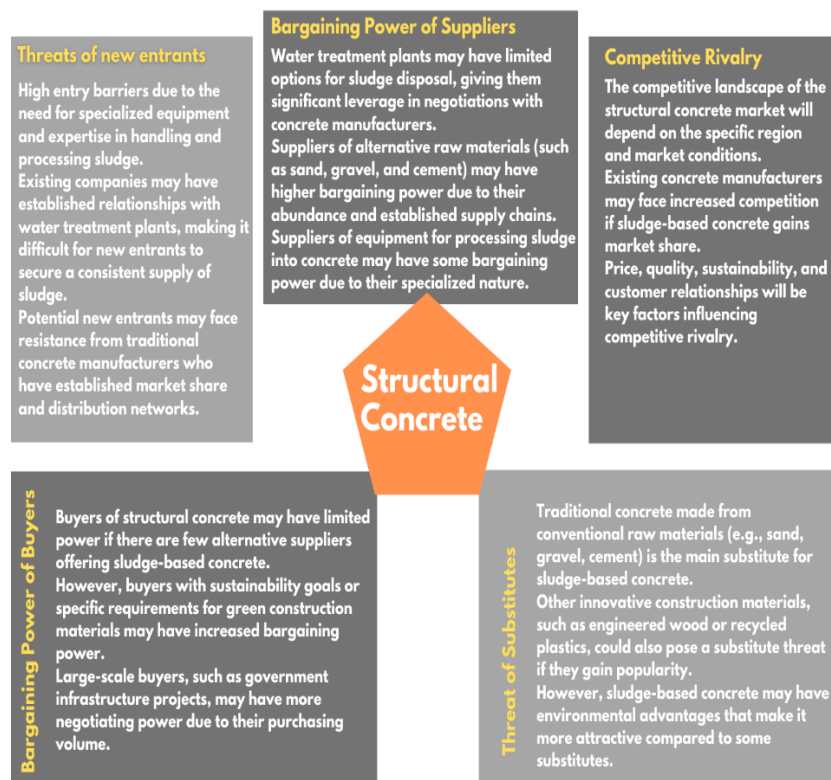 Threats of new entrants
High entry barriers due to the
need for specialized equipment
and expertise in handling and
processing sludge.
Existing companies may have
established relationships with
water treatment plants, making it
difficult for new entrants to
secure a consistent supply of
sludge.
Potential new entrants may face
resistance from traditional
concrete manufacturers who
have established market share
and distribution networks.
Bargaining Power of Suppliers
Water treatment plants may have limited
options for sludge disposal, giving them
significant leverage in negotiations with
concrete manufacturers.
Suppliers of alternative raw materials (such
as sand, gravel, and cement) may have
higher bargaining power due to their
abundance and established supply chains.
Suppliers of equipment for processing sludge
into concrete may have some bargaining
power due to their specialized nature.
Competitive Rivalry
The competitive landscape of the
structural concrete market will
depend on the specific region
and market conditions.
Existing concrete manufacturers
may face increased competition
if sludge-based concrete gains
market share.
Price, quality, sustainability, and
customer relationships will be
key factors influencing
competitive rivalry.
Structural
Concrete
Bargaining Power of Buyers
Buyers of structural concrete may have limited
power if there are few alternative suppliers
offering sludge-based concrete.
However, buyers with sustainability goals or
specific requirements for green construction
materials may have increased bargaining
power.
Large-scale buyers, such as government
infrastructure projects, may have more
negotiating power due to their purchasing
volume.
Threat of Substitutes
Traditional concrete made from
conventional raw materials (e.g., sand,
gravel, cement) is the main substitute for
sludge-based concrete.
Other innovative construction materials,
such as engineered wood or recycled
plastics, could also pose a substitute threat
if they gain popularity.
However, sludge-based concrete may have
environmental advantages that make it
more attractive compared to some
substitutes.